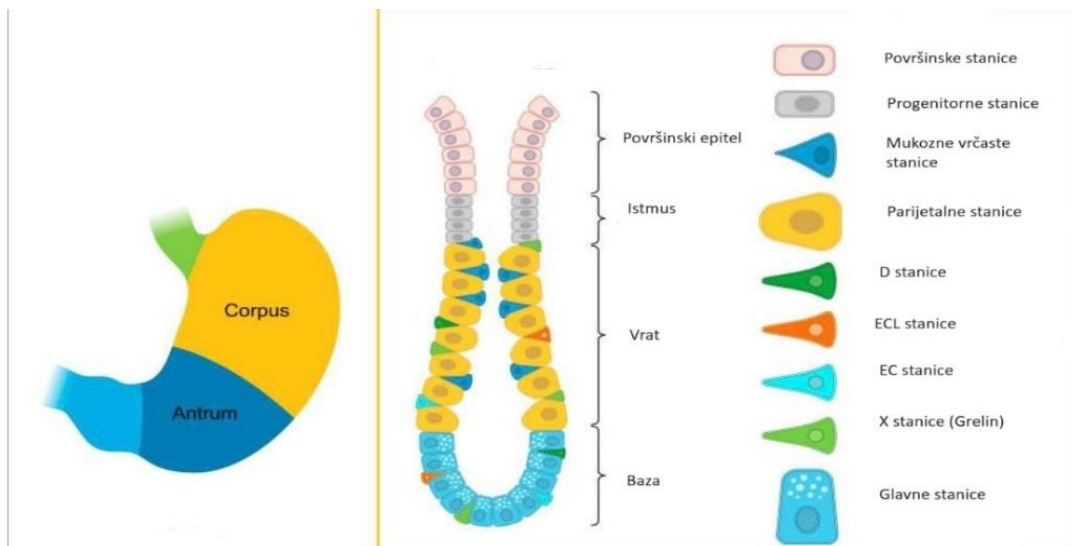 Corpus
Antrum
Površinski epitel
Istmus
Vrat
Baza
Površinske stanice
Progenitorne stanice
Mukozne vrčaste
stanice
Parijetalne stanice
D stanice
ECL stanice
EC stanice
X stanice (Grelin)
Glavne stanice